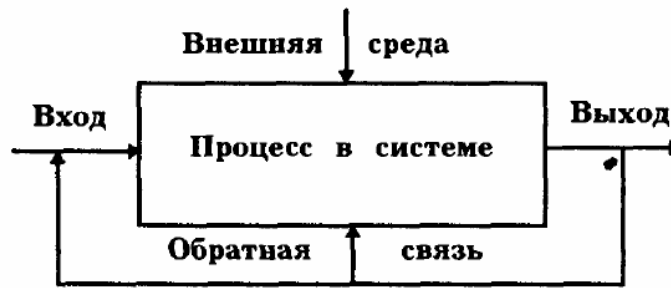 Внешняя среда
Вход
Выход
Процесс в системе
Обратная связь